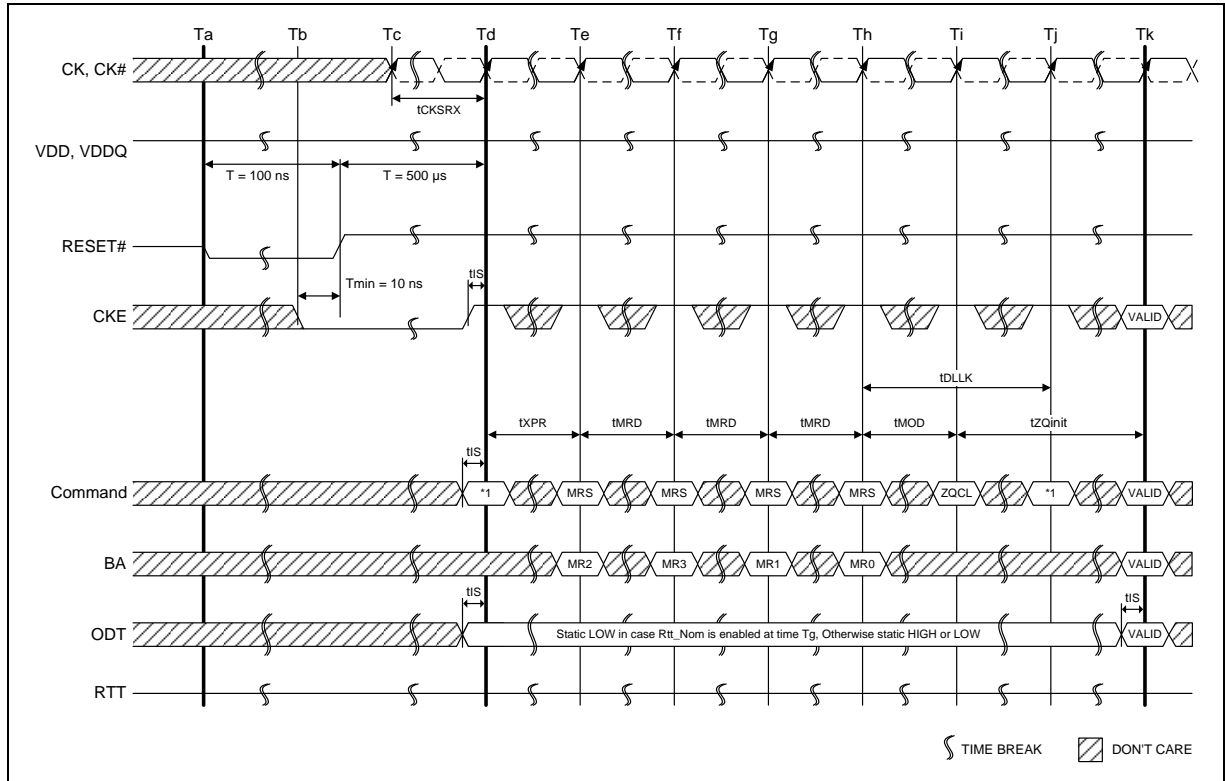 Ta Tb Tc Td Te Tf Tg Th Ti Tj Tk
CK, CK#
tCKSRX
VDD, VDDQ
T = 100 ns T = 500 µs
RESET#
Tmin = 10 ns tIS
CKE VALID
tDLLK
tXPR tMRD tMRD tMRD tMOD tZQinit
tIS
Command *1 MRS MRS MRS MRS ZQCL *1 VALID
BA MR2 MR3 MR1 MR0 VALID
tIS tIS
ODT Static LOW in case Rtt_Nom is enabled at time Tg, Otherwise static HIGH or LOW VALID
RTT
TIME BREAK DON'T CARE